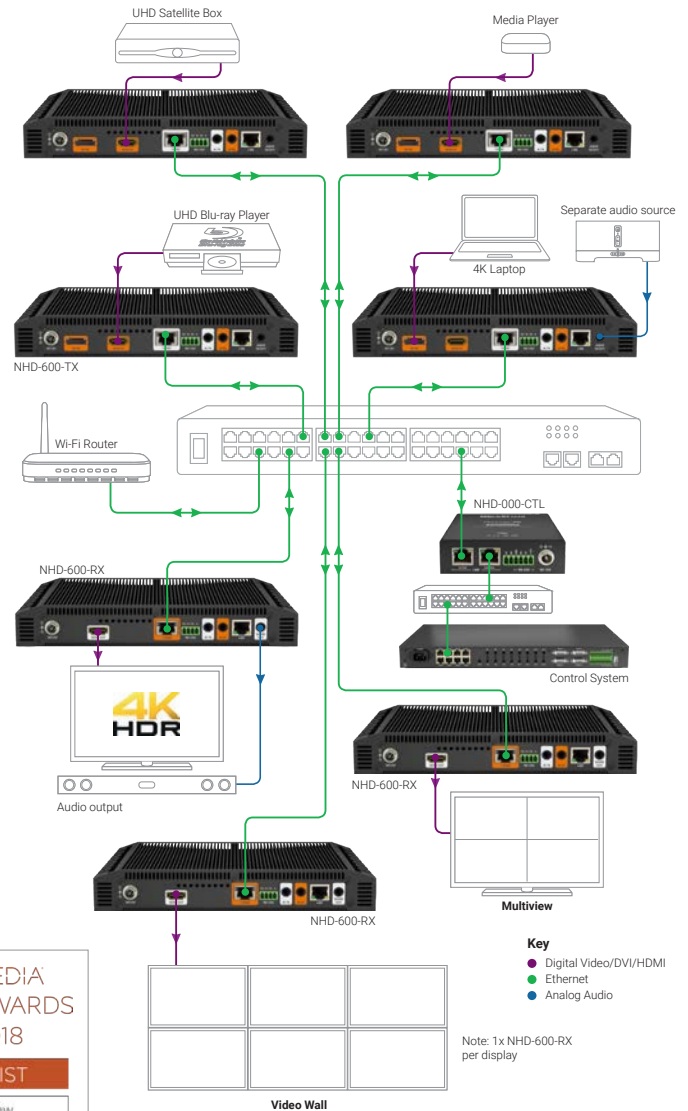 UHD Satellite Box
Media Player
UHD Blu-ray Player
Separate audio source
4K Laptop
NHD-600-TX
Wi-Fi Router
NHD-000-CTL
NHD-600-RX
Control System
4K
HDR
NHD-600-RX
Audio output
NHD-600-RX
Multiview
Key
Digital Video/DVI/HDMI
Ethernet
Analog Audio
Note: 1x NHD-600-RX
per display
Video Wall
EDIA
WARDS
18
IST